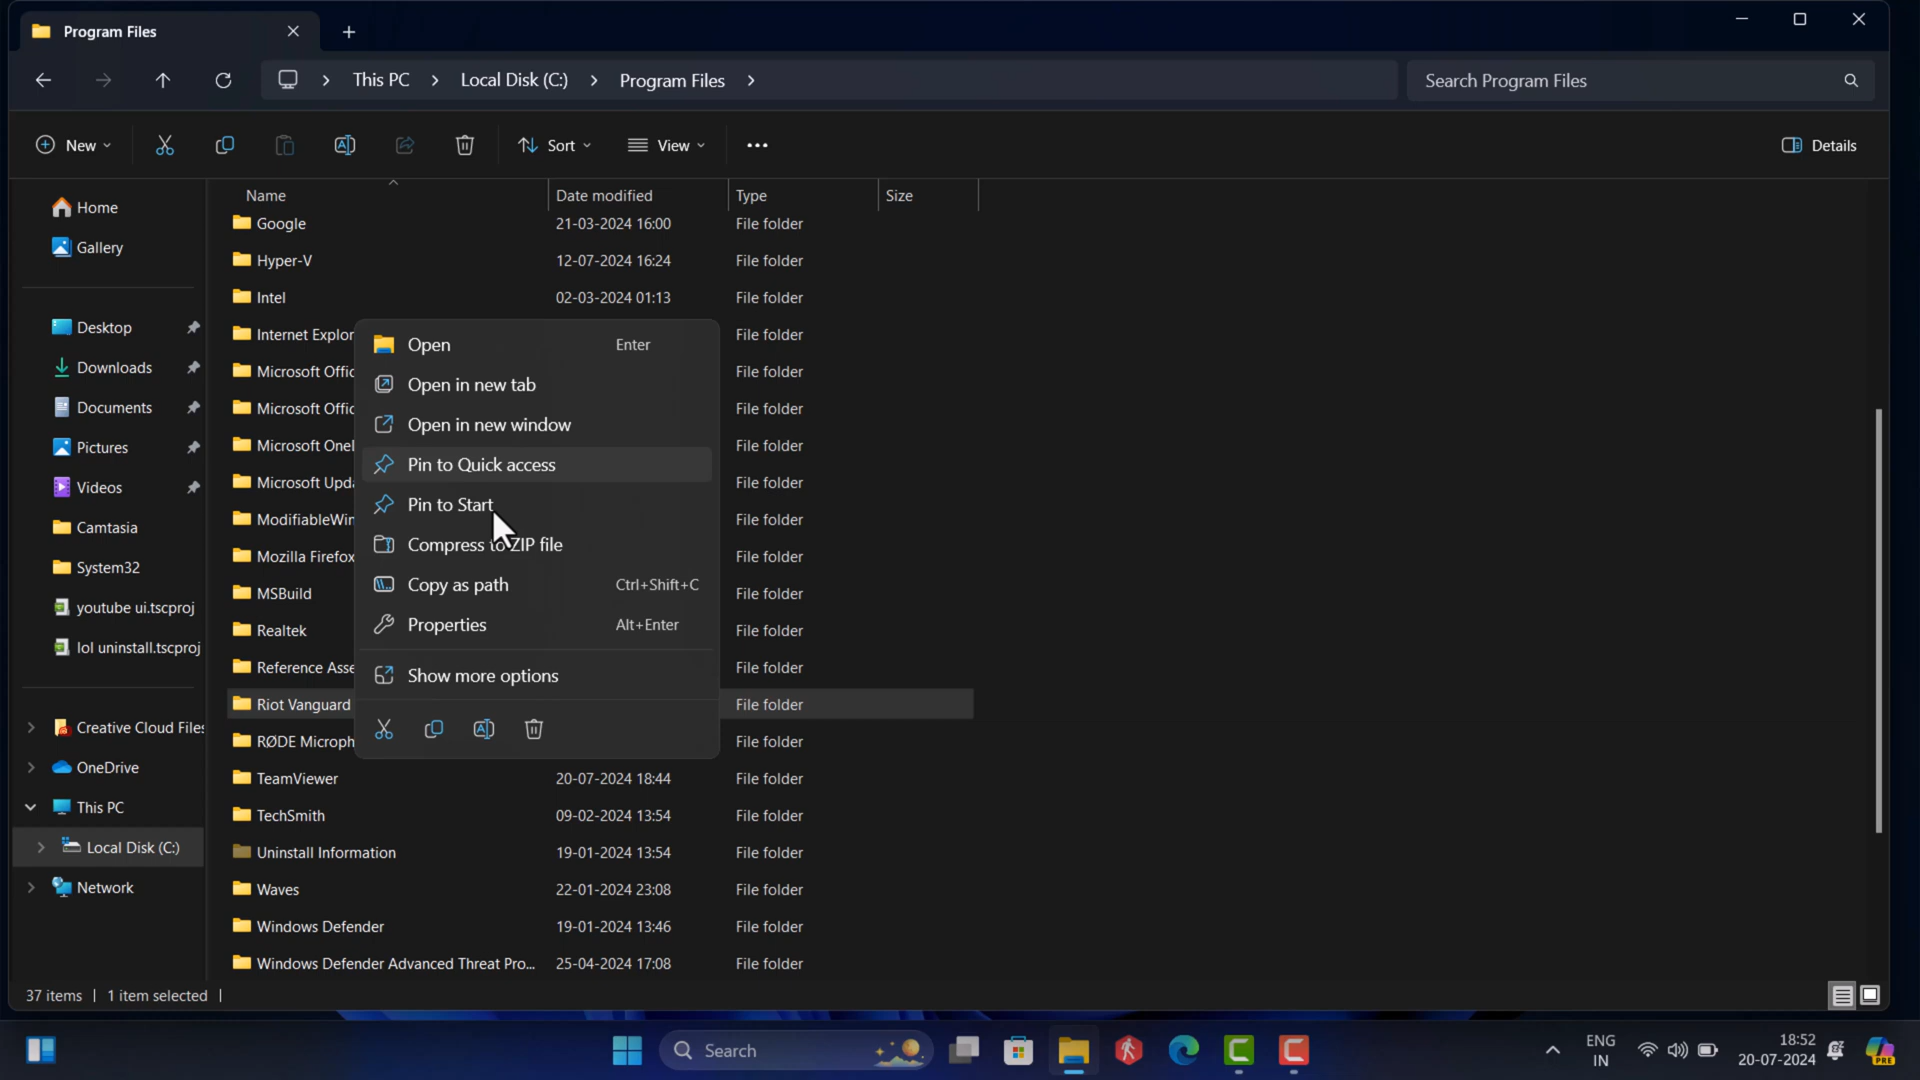 Program Files
This PC
Local Disk (C:)
Program Files
Search Program Files
New
Sort
View
Details
Name
Date modified
Type
Size
Home
Gallery
Desktop
Downloads
Documents
Pictures
Videos
Camtasia
System32
youtube ui.tscproj
lol uninstall.tscproj
Creative Cloud Files
OneDrive
This PC
Local Disk (C:)
Network
Google 21-03-2024 16:00 File folder
Hyper-V 12-07-2024 16:24 File folder
Intel 02-03-2024 01:13 File folder
Internet Explor File folder
Microsoft Offic File folder
Microsoft Offic File folder
Microsoft Onel File folder
Microsoft Upda File folder
ModifiableWin File folder
Mozilla Firefox File folder
MSBuild File folder
Realtek File folder
Reference Asse File folder
Riot Vanguard File folder
RØDE Microph File folder
TeamViewer 20-07-2024 18:44 File folder
TechSmith 09-02-2024 13:54 File folder
Uninstall Information 19-01-2024 13:54 File folder
Waves 22-01-2024 23:08 File folder
Windows Defender 19-01-2024 13:46 File folder
Windows Defender Advanced Threat Pro... 25-04-2024 17:08 File folder
Open Enter
Open in new tab
Open in new window
Pin to Quick access
Pin to Start
Compress to ZIP file
Copy as path Ctrl+Shift+C
Properties Alt+Enter
Show more options
37 items
1 item selected
Search
ENG
IN
18:52
20-07-2024
PRE